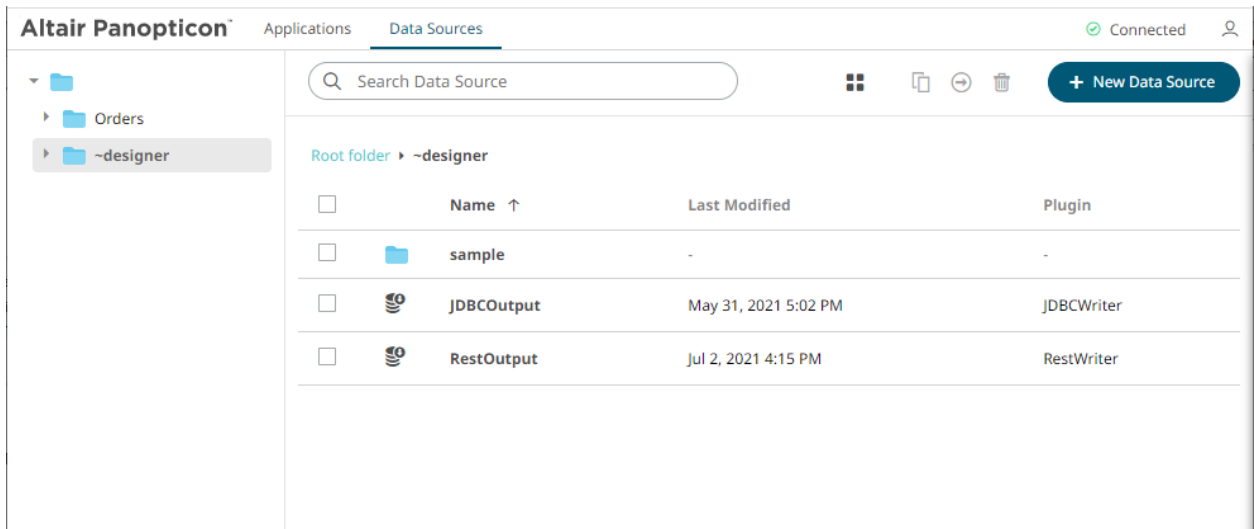 Altair Panopticon™ Applications Data Sources Connected
Search Data Source + New Data Source
Orders
~designer
Root folder ~designer
Name ↑ Last Modified Plugin
sample - -
JDBCOutput May 31, 2021 5:02 PM JDBCWriter
RestOutput Jul 2, 2021 4:15 PM RestWriter